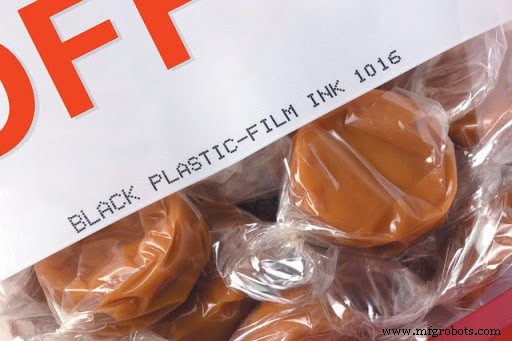 OFF
BLACK PLASTIC-FILM INK 1016
www.mfgrobots.com